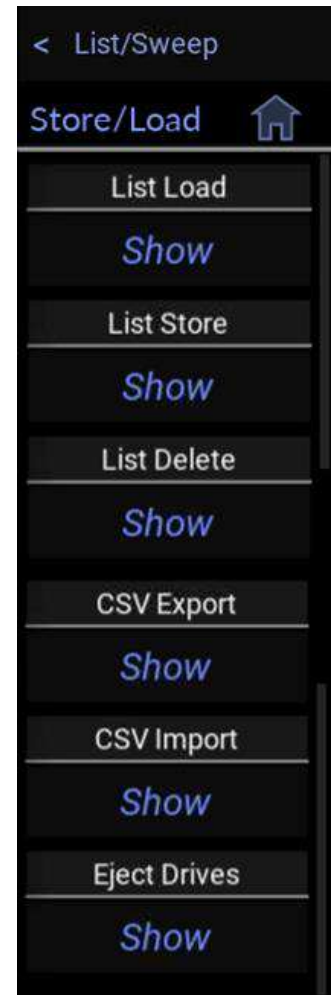 < List/Sweep
Store/Load
List Load
Show
List Store
Show
List Delete
Show
CSV Export
Show
CSV Import
Show
Eject Drives
Show